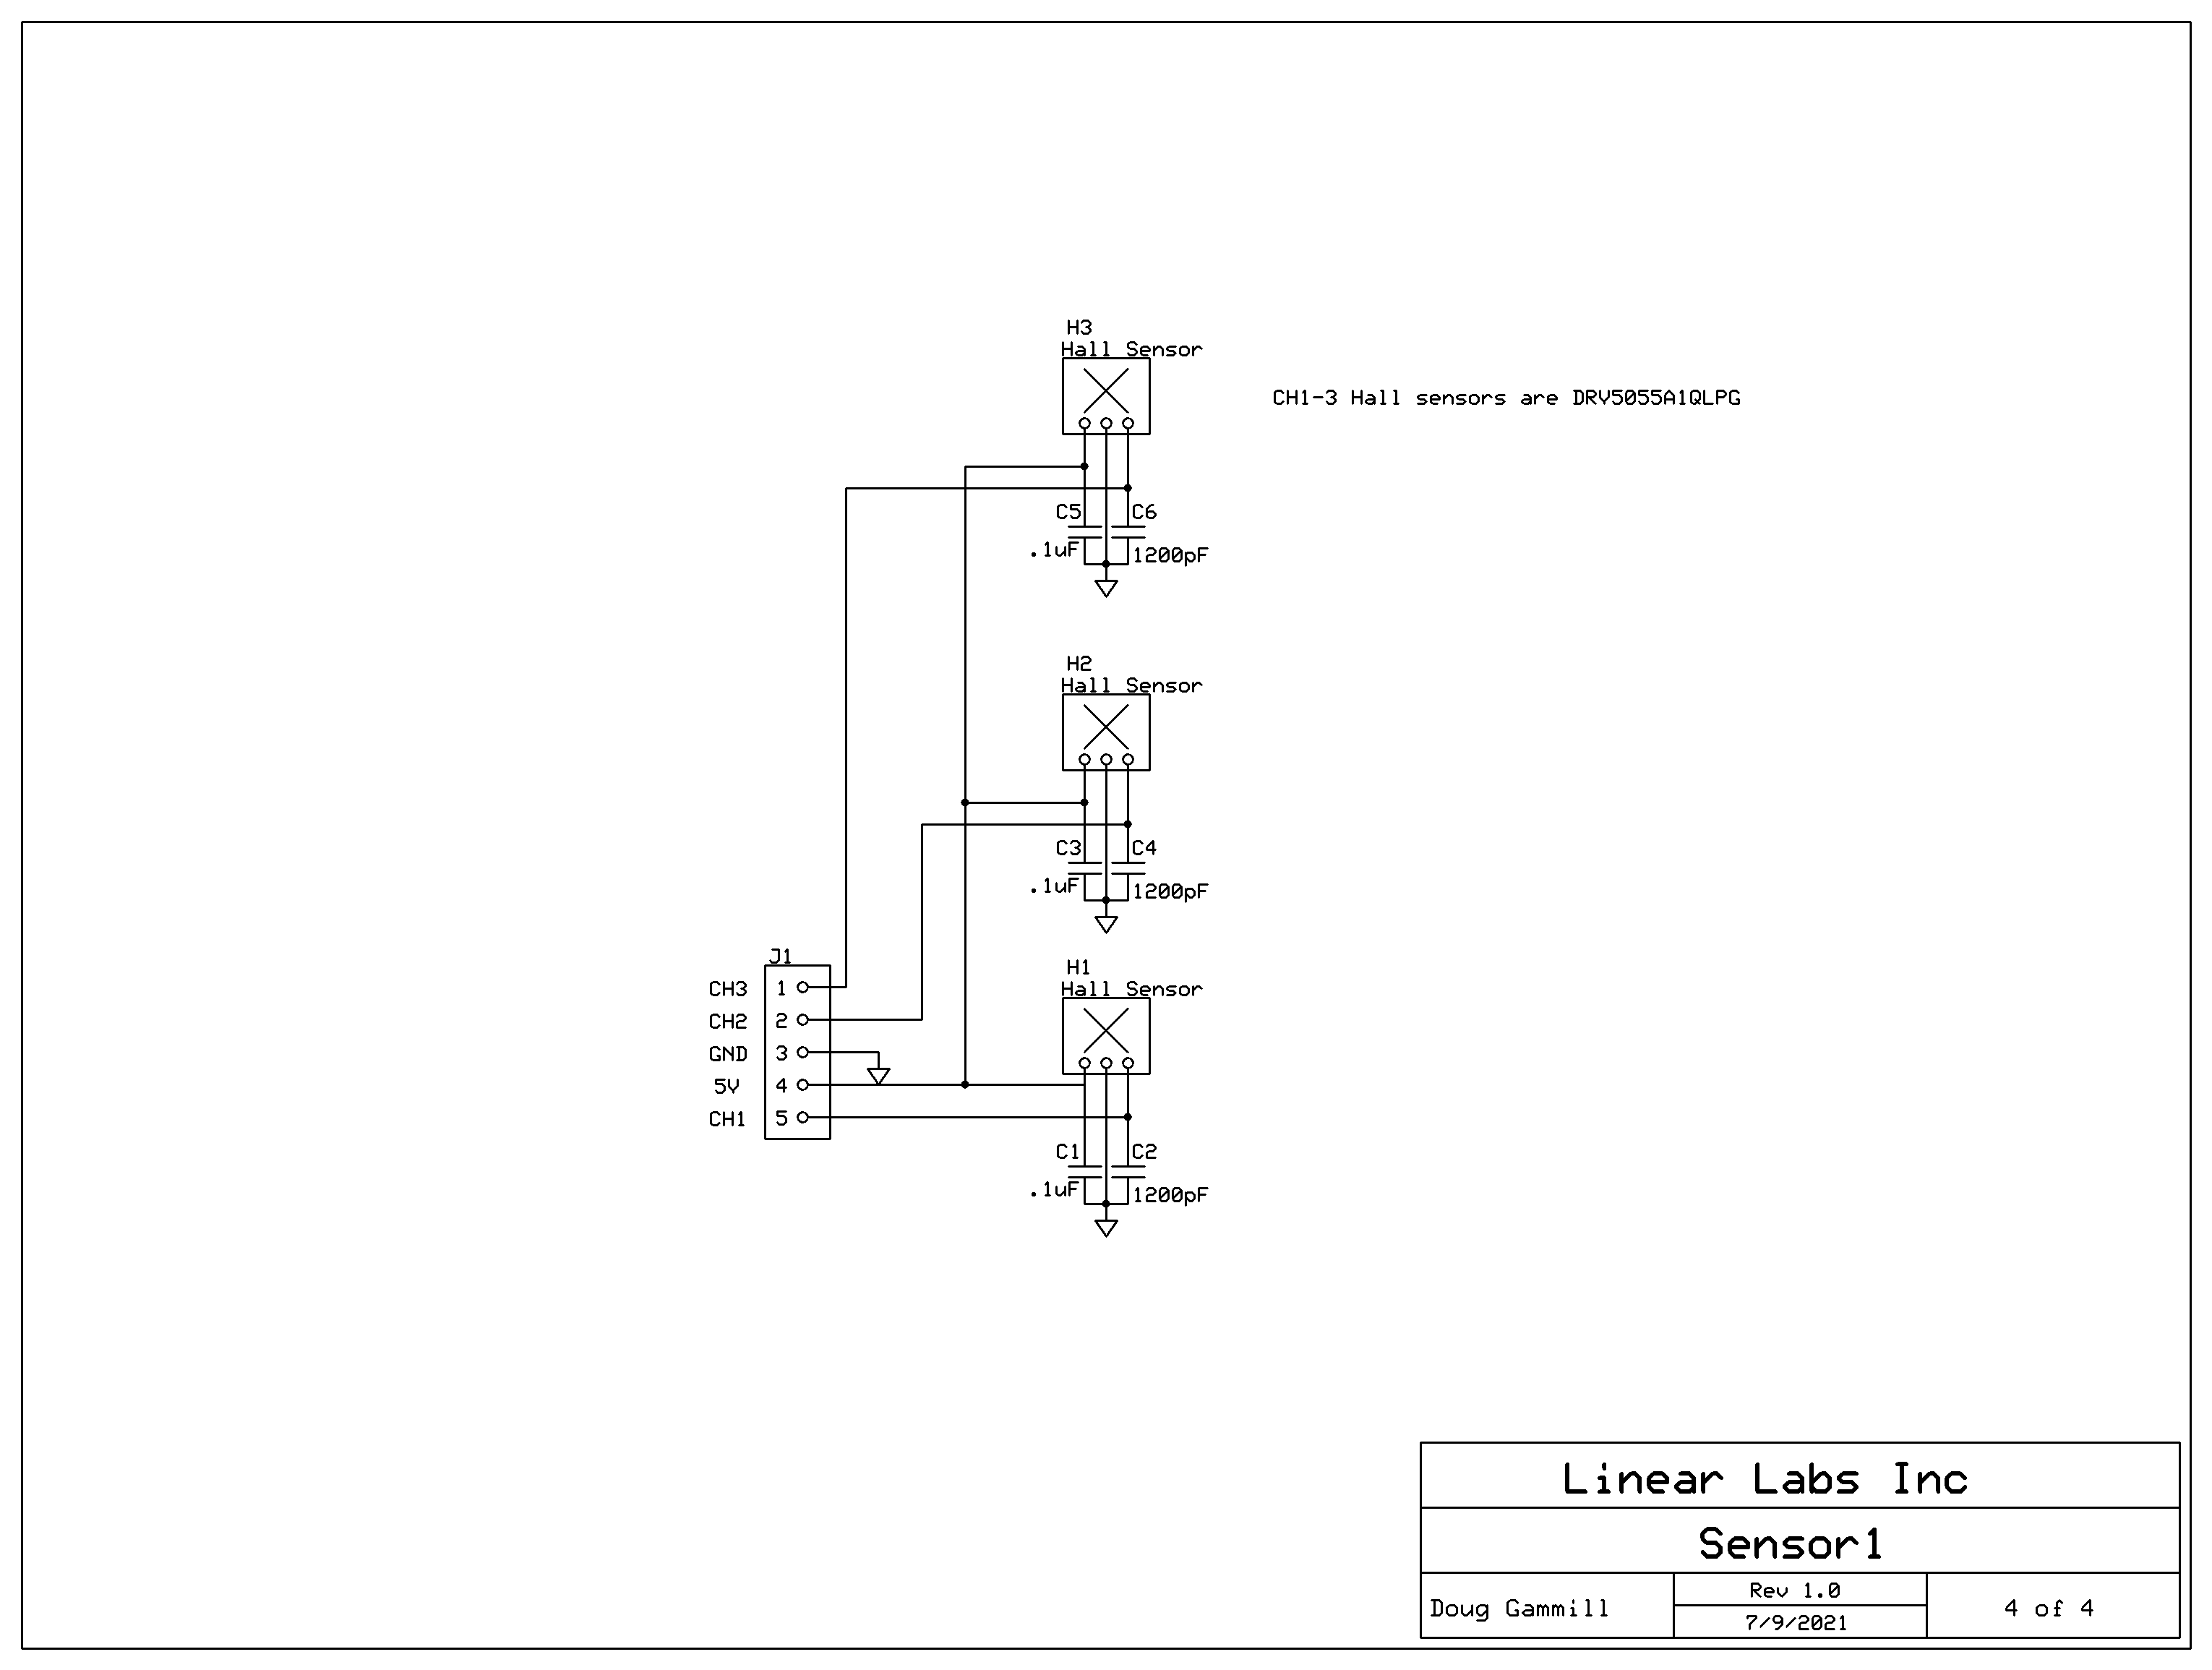 H3
Hall Sensor
CH1-3 Hall sensors are DRV5055A1QLPG
C5
C6
.1uF
1200pF
H2
Hall Sensor
C3
C4
.1uF
1200pF
J1
CH3 1
CH2 2
GND 3
5V 4
CH1 5
H1
Hall Sensor
C1
C2
.1uF
1200pF
Linear Labs Inc
Sensor1
Doug Gammill
Rev 1.0
7/9/2021
4 of 4